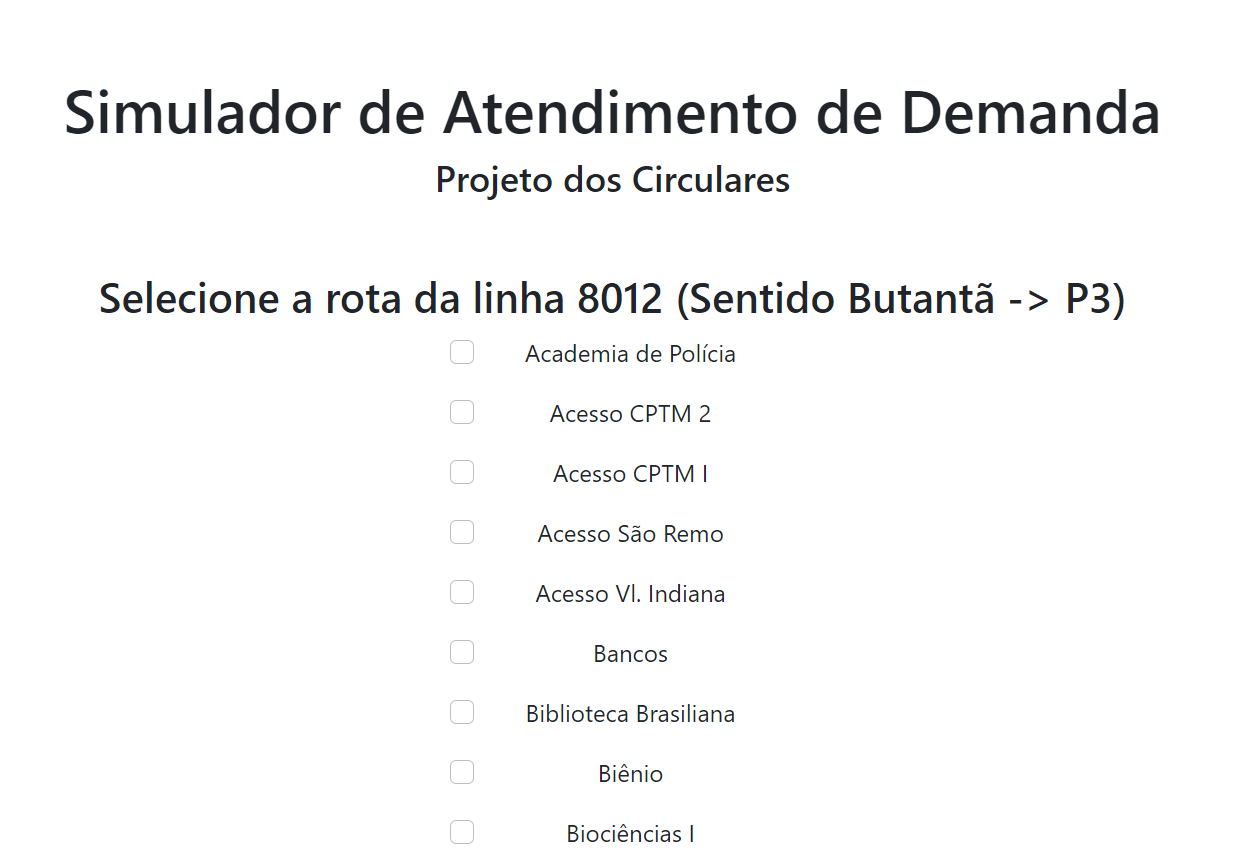 Simulador de Atendimento de Demanda
Projeto dos Circulares
Selecione a rota da linha 8012 (Sentido Butantã -> P3)
Academia de Polícia
Acesso CPTM 2
Acesso CPTM I
Acesso São Remo
Acesso Vl. Indiana
Bancos
Biblioteca Brasiliana
Biênio
Biociências I